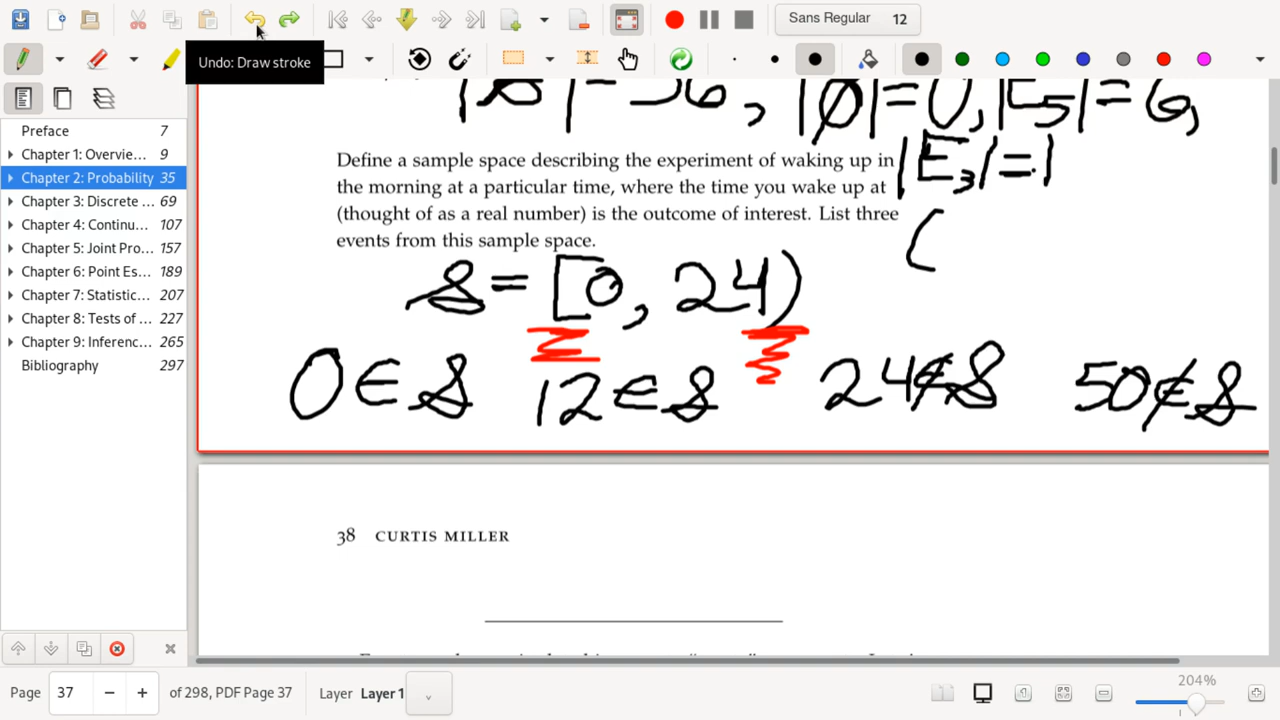 Sans Regular 12
Undo: Draw stroke
Preface 7
Chapter 1: Overvie... 9
Chapter 2: Probability 35
Chapter 3: Discrete ... 69
Chapter 4: Continu... 107
Chapter 5: Joint Pro... 157
Chapter 6: Point Es... 189
Chapter 7: Statistic... 207
Chapter 8: Tests of ... 227
Chapter 9: Inferenc... 265
Bibliography 297
|S|=36, |∅|=0, |E₅|=6,
Define a sample space describing the experiment of waking up in
the morning at a particular time, where the time you wake up at
(thought of as a real number) is the outcome of interest. List three
events from this sample space.
|E₃|=1
(
S=[0, 24)
0∈S 12∈S 24∉S 50∉S
38 CURTIS MILLER
Page 37 of 298, PDF Page 37 Layer Layer 1 204%